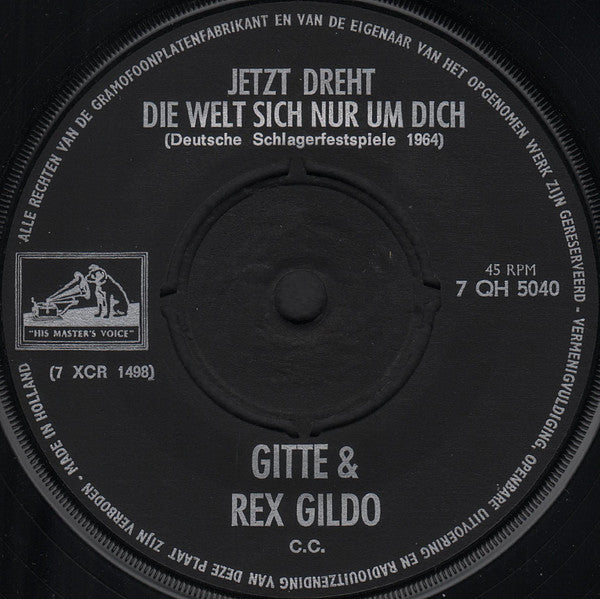 ALLE RECHTEN VAN DE GRAMOFOONPLATENFABRIKANT EN VAN DE EIGENAAR VAN HET OPGENOMEN WERK ZIJN GERESERVEERD - VERMENIGVULDIGING, OPENBARE UITVOERING EN RADIOUITZENDING VAN DEZE PLAAT ZIJN VERBODEN - MADE IN HOLLAND
JETZT DREHT
DIE WELT SICH NUR UM DICH
(Deutsche Schlagerfestspiele 1964)
45 RPM
7 QH 5040
"HIS MASTER'S VOICE"
(7 XCR 1498)
GITTE &
REX GILDO
C.C.